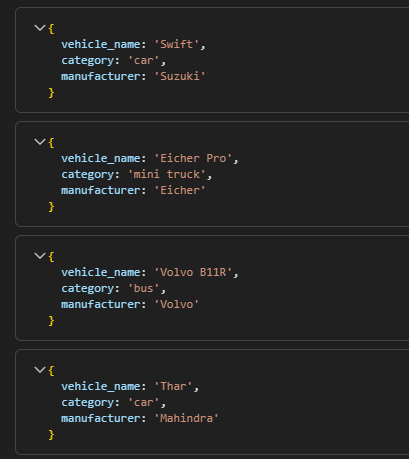 {
vehicle_name: 'Swift',
category: 'car',
manufacturer: 'Suzuki'
}
{
vehicle_name: 'Eicher Pro',
category: 'mini truck',
manufacturer: 'Eicher'
}
{
vehicle_name: 'Volvo B11R',
category: 'bus',
manufacturer: 'Volvo'
}
{
vehicle_name: 'Thar',
category: 'car',
manufacturer: 'Mahindra'
}